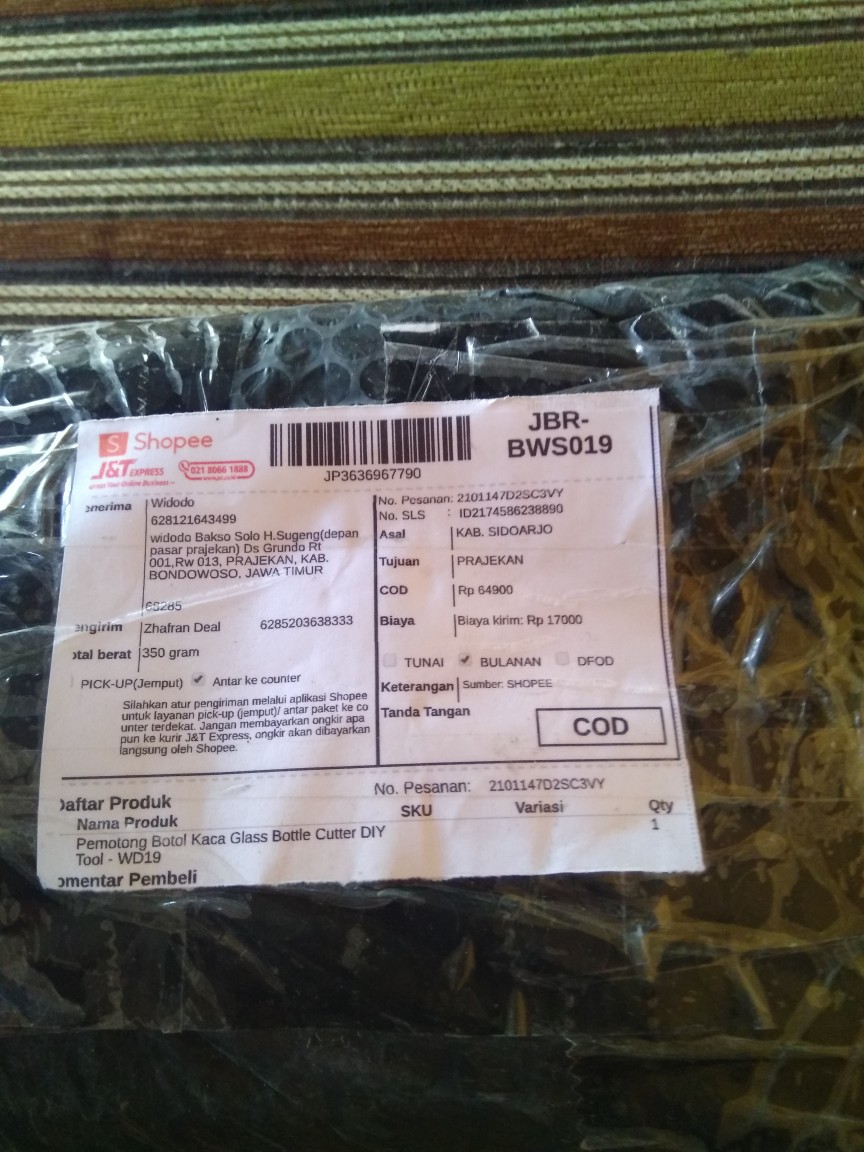 Shopee
J&T EXPRESS
021 8066 1888
JP3636967790
JBR-
BWS019
enerima
Widodo
628121643499
widodo Bakso Solo H.Sugeng(depan
pasar prajekan) Ds Grundo Rt
001,Rw 013, PRAJEKAN, KAB.
BONDOWOSO, JAWA TIMUR
68285
engirim Zhafran Deal 6285203638333
otal berat 350 gram
PICK-UP(Jemput) Antar ke counter
Silahkan atur pengiriman melalui aplikasi Shopee
untuk layanan pick-up (jemput)/ antar paket ke co
unter terdekat. Jangan membayarkan ongkir apa
pun ke kurir J&T Express, ongkir akan dibayarkan
langsung oleh Shopee.
No. Pesanan: 2101147D2SC3VY
No. SLS : ID2174586238890
Asal KAB. SIDOARJO
Tujuan PRAJEKAN
COD Rp 64900
Biaya Biaya kirim: Rp 17000
TUNAI BULANAN DFOD
Keterangan Sumber: SHOPEE
Tanda Tangan
COD
No. Pesanan: 2101147D2SC3VY
Daftar Produk
Nama Produk SKU Variasi Qty
Pemotong Botol Kaca Glass Bottle Cutter DIY 1
Tool - WD19
omentar Pembeli